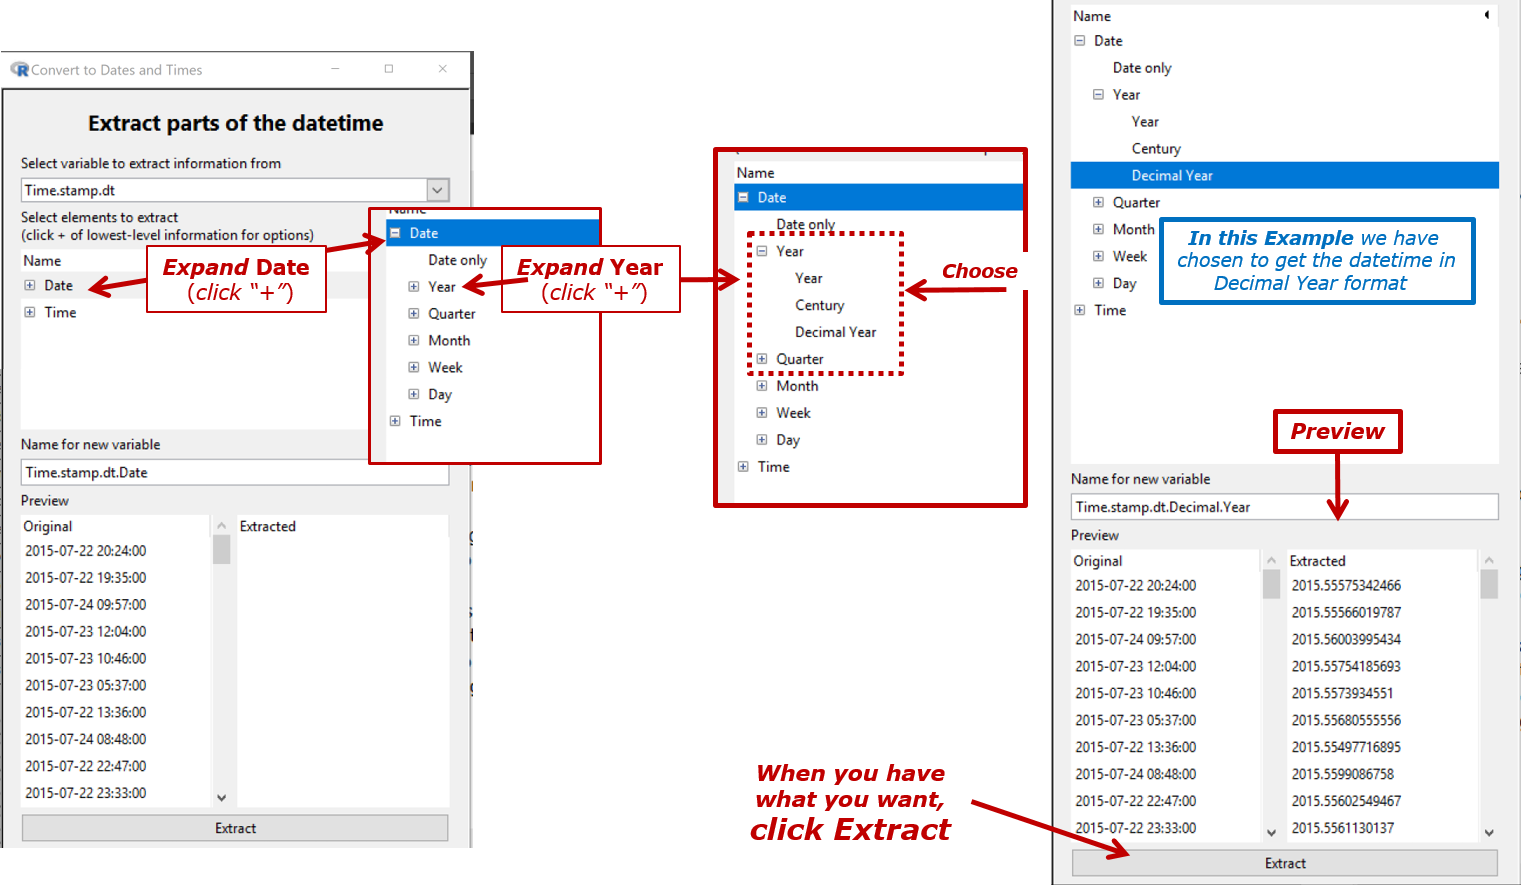 Convert to Dates and Times
Extract parts of the datetime
Select variable to extract information from
Time.stamp.dt
Select elements to extract
(click + of lowest-level information for options)
Name
Date
Time
Expand Date
(click "+")
Name for new variable
Time.stamp.dt.Date
Preview
Original
Extracted
2015-07-22 20:24:00
2015-07-22 19:35:00
2015-07-24 09:57:00
2015-07-23 12:04:00
2015-07-23 10:46:00
2015-07-23 05:37:00
2015-07-22 13:36:00
2015-07-24 08:48:00
2015-07-22 22:47:00
2015-07-22 23:33:00
Extract
Name
Date
Date only
Year
Quarter
Month
Week
Day
Time
Expand Year
(click "+")
Name
Date
Date only
Year
Year
Century
Decimal Year
Quarter
Month
Week
Day
Time
Choose
Name
Date
Date only
Year
Year
Century
Decimal Year
Quarter
Month
Week
Day
Time
In this Example we have
chosen to get the datetime in
Decimal Year format
Preview
Name for new variable
Time.stamp.dt.Decimal.Year
Preview
Original Extracted
2015-07-22 20:24:00 2015.55575342466
2015-07-22 19:35:00 2015.55566019787
2015-07-24 09:57:00 2015.56003995434
2015-07-23 12:04:00 2015.55754185693
2015-07-23 10:46:00 2015.5573934551
2015-07-23 05:37:00 2015.55680555556
2015-07-22 13:36:00 2015.55497716895
2015-07-24 08:48:00 2015.5599086758
2015-07-22 22:47:00 2015.55602549467
2015-07-22 23:33:00 2015.5561130137
Extract
When you have
what you want,
click Extract